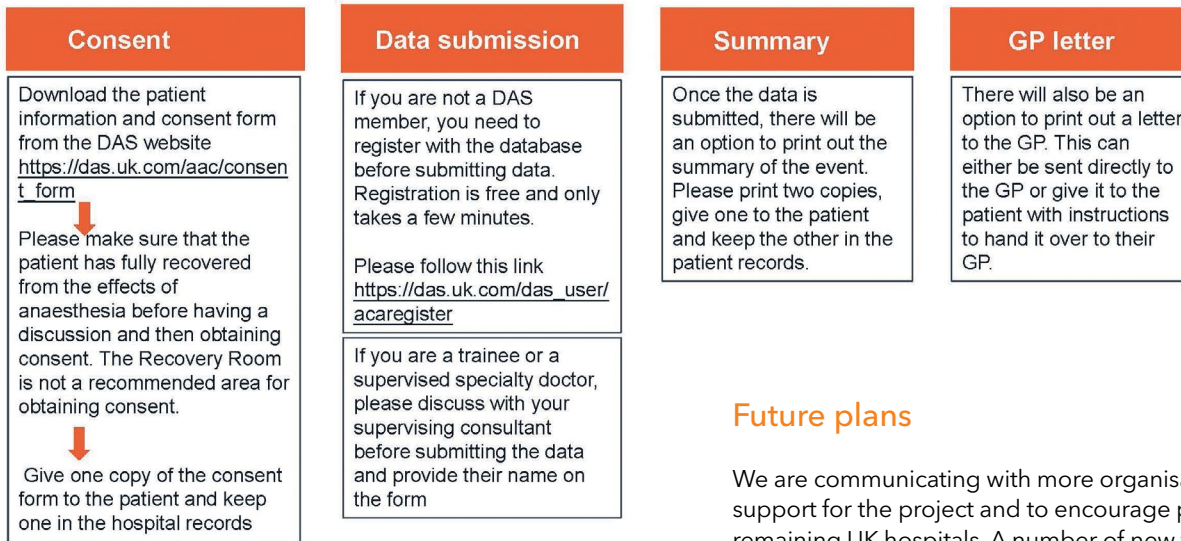 Consent
Download the patient
information and consent form
from the DAS website
https://das.uk.com/aac/consen
t_form
Please make sure that the
patient has fully recovered
from the effects of
anaesthesia before having a
discussion and then obtaining
consent. The Recovery Room
is not a recommended area for
obtaining consent.
Give one copy of the consent
form to the patient and keep
one in the hospital records
Data submission
If you are not a DAS
member, you need to
register with the database
before submitting data.
Registration is free and only
takes a few minutes.
Please follow this link
https://das.uk.com/das_user/
acaregister
If you are a trainee or a
supervised specialty doctor,
please discuss with your
supervising consultant
before submitting the data
and provide their name on
the form
Summary
Once the data is
submitted, there will be
an option to print out the
summary of the event.
Please print two copies,
give one to the patient
and keep the other in the
patient records.
GP letter
There will also be an
option to print out a letter
to the GP. This can
either be sent directly to
the GP or give it to the
patient with instructions
to hand it over to their
GP.
Future plans
We are communicating with more organisa
support for the project and to encourage p
remaining UK hospitals. A number of new